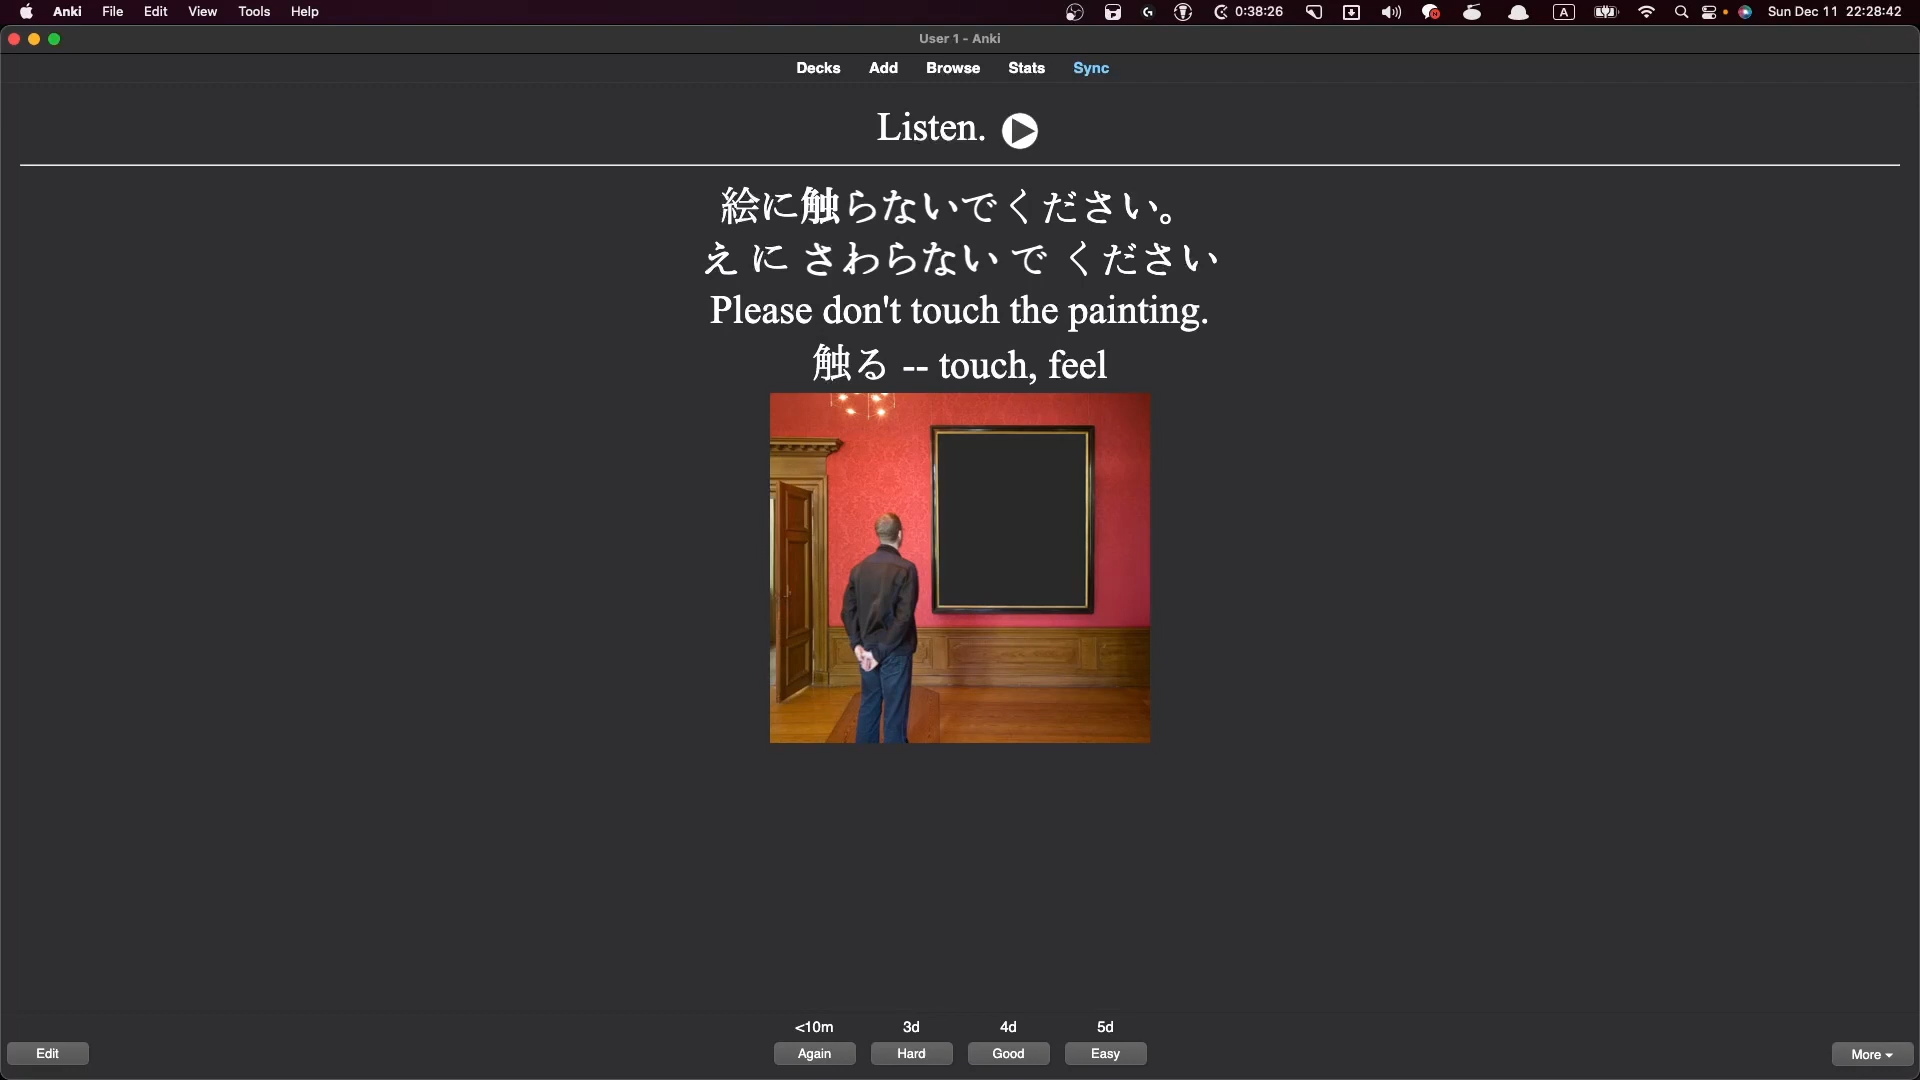 Anki File Edit View Tools Help 0:38:26 A Sun Dec 11 22:28:42
User 1 - Anki
Decks Add Browse Stats Sync
Listen.
絵に触らないでください。
え に さわらない で ください
Please don't touch the painting.
触る -- touch, feel
<10m 3d 4d 5d
Edit Again Hard Good Easy More